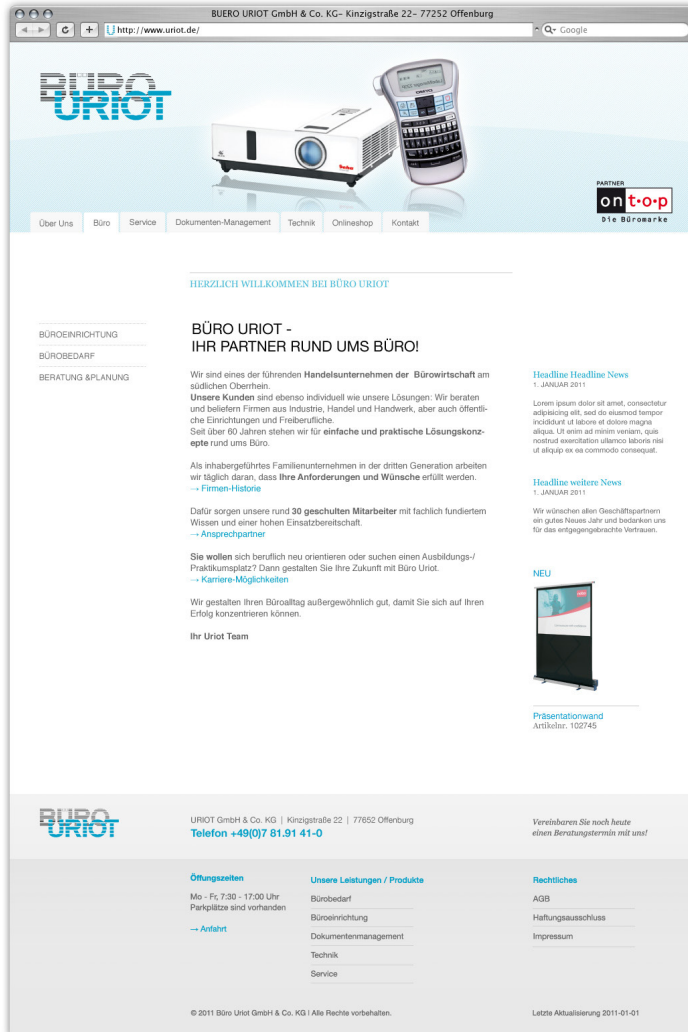 BUERO URIOT GmbH & Co. KG– Kinzigstraße 22– 77252 Offenburg
http://www.uriot.de/
Google
BÜRO
URIOT
PARTNER
on t·o·p
Die Büromarke
Über Uns Büro Service Dokumenten-Management Technik Onlineshop Kontakt
HERZLICH WILLKOMMEN BEI BÜRO URIOT
BÜROEINRICHTUNG
BÜROBEDARF
BERATUNG &PLANUNG
BÜRO URIOT -
IHR PARTNER RUND UMS BÜRO!
Wir sind eines der führenden Handelsunternehmen der Bürowirtschaft am
südlichen Oberrhein.
Unsere Kunden sind ebenso individuell wie unsere Lösungen: Wir beraten
und beliefern Firmen aus Industrie, Handel und Handwerk, aber auch öffentli-
che Einrichtungen und Freiberufliche.
Seit über 60 Jahren stehen wir für einfache und praktische Lösungskonz-
epte rund ums Büro.
Als inhabergeführtes Familienunternehmen in der dritten Generation arbeiten
wir täglich daran, dass Ihre Anforderungen und Wünsche erfüllt werden.
→ Firmen-Historie
Dafür sorgen unsere rund 30 geschulten Mitarbeiter mit fachlich fundiertem
Wissen und einer hohen Einsatzbereitschaft.
→ Ansprechpartner
Sie wollen sich beruflich neu orientieren oder suchen einen Ausbildungs-/
Praktikumsplatz? Dann gestalten Sie Ihre Zukunft mit Büro Uriot.
→ Karriere-Möglichkeiten
Wir gestalten Ihren Büroalltag außergewöhnlich gut, damit Sie sich auf Ihren
Erfolg konzentrieren können.
Ihr Uriot Team
Headline Headline News
1. JANUAR 2011
Lorem ipsum dolor sit amet, consectetur
adipisicing elit, sed do eiusmod tempor
incididunt ut labore et dolore magna
aliqua. Ut enim ad minim veniam, quis
nostrud exercitation ullamco laboris nisi
ut aliquip ex ea commodo consequat.
Headline weitere News
1. JANUAR 2011
Wir wünschen allen Geschäftspartnern
ein gutes Neues Jahr und bedanken uns
für das entgegengebrachte Vertrauen.
NEU
Präsentationwand
Artikelnr. 102745
BÜRO
URIOT
URIOT GmbH & Co. KG | Kinzigstraße 22 | 77652 Offenburg
Telefon +49(0)7 81.91 41-0
Vereinbaren Sie noch heute
einen Beratungstermin mit uns!
Öffungszeiten
Mo - Fr, 7:30 - 17:00 Uhr
Parkplätze sind vorhanden
→ Anfahrt
Unsere Leistungen / Produkte
Bürobedarf
Büroeinrichtung
Dokumentenmanagement
Technik
Service
Rechtliches
AGB
Haftungsausschluss
Impressum
© 2011 Büro Uriot GmbH & Co. KG I Alle Rechte vorbehalten.
Letzte Aktualisierung 2011-01-01